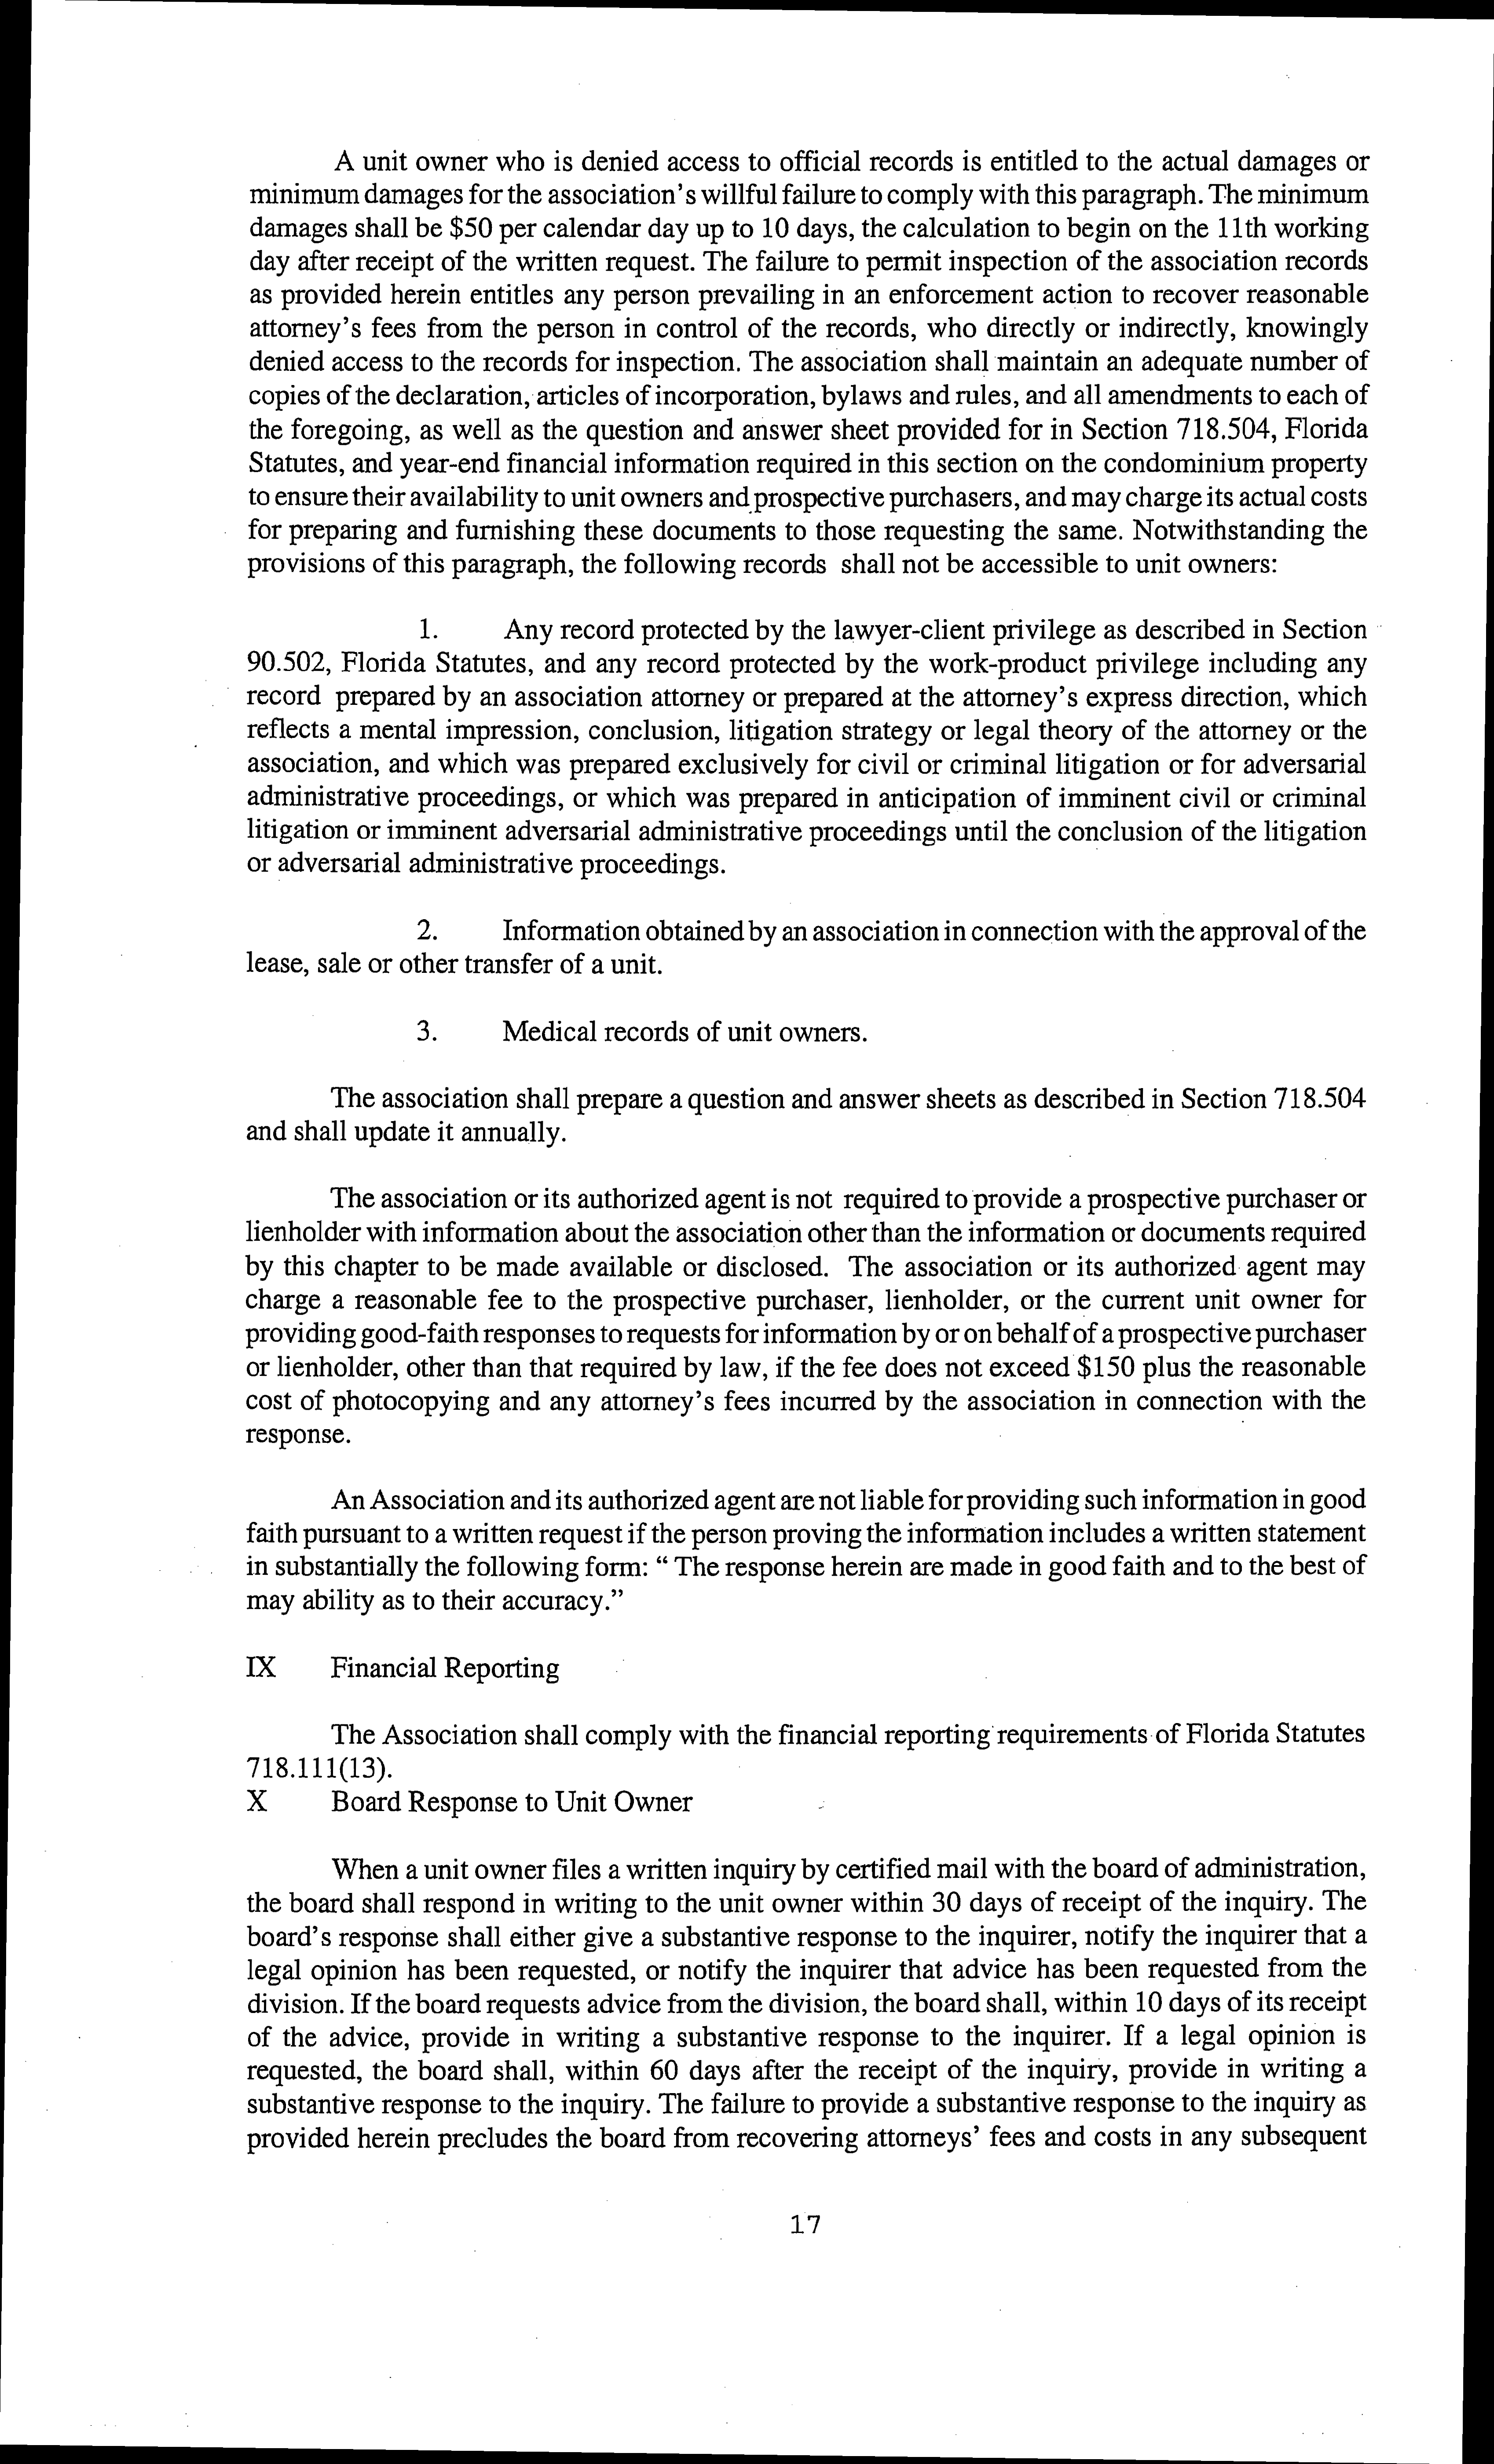 A unit owner who is denied access to official records is entitled to the actual damages or
minimum damages for the association's willful failure to comply with this paragraph. The minimum
damages shall be $50 per calendar day up to 10 days, the calculation to begin on the 11th working
day after receipt of the written request. The failure to permit inspection of the association records
as provided herein entitles any person prevailing in an enforcement action to recover reasonable
attorney's fees from the person in control of the records, who directly or indirectly, knowingly
denied access to the records for inspection. The association shall maintain an adequate number of
copies of the declaration, articles of incorporation, bylaws and rules, and all amendments to each of
the foregoing, as well as the question and answer sheet provided for in Section 718.504, Florida
Statutes, and year-end financial information required in this section on the condominium property
to ensure their availability to unit owners and prospective purchasers, and may charge its actual costs
for preparing and furnishing these documents to those requesting the same. Notwithstanding the
provisions of this paragraph, the following records shall not be accessible to unit owners:
1. Any record protected by the lawyer-client privilege as described in Section
90.502, Florida Statutes, and any record protected by the work-product privilege including any
record prepared by an association attorney or prepared at the attorney's express direction, which
reflects a mental impression, conclusion, litigation strategy or legal theory of the attorney or the
association, and which was prepared exclusively for civil or criminal litigation or for adversarial
administrative proceedings, or which was prepared in anticipation of imminent civil or criminal
litigation or imminent adversarial administrative proceedings until the conclusion of the litigation
or adversarial administrative proceedings.
2. Information obtained by an association in connection with the approval of the
lease, sale or other transfer of a unit.
3. Medical records of unit owners.
The association shall prepare a question and answer sheets as described in Section 718.504
and shall update it annually.
The association or its authorized agent is not required to provide a prospective purchaser or
lienholder with information about the association other than the information or documents required
by this chapter to be made available or disclosed. The association or its authorized agent may
charge a reasonable fee to the prospective purchaser, lienholder, or the current unit owner for
providing good-faith responses to requests for information by or on behalf of a prospective purchaser
or lienholder, other than that required by law, if the fee does not exceed $150 plus the reasonable
cost of photocopying and any attorney's fees incurred by the association in connection with the
response.
An Association and its authorized agent are not liable for providing such information in good
faith pursuant to a written request if the person proving the information includes a written statement
in substantially the following form: “ The response herein are made in good faith and to the best of
may ability as to their accuracy.”
IX Financial Reporting
The Association shall comply with the financial reporting requirements of Florida Statutes
718.111(13).
X Board Response to Unit Owner
When a unit owner files a written inquiry by certified mail with the board of administration,
the board shall respond in writing to the unit owner within 30 days of receipt of the inquiry. The
board's response shall either give a substantive response to the inquirer, notify the inquirer that a
legal opinion has been requested, or notify the inquirer that advice has been requested from the
division. If the board requests advice from the division, the board shall, within 10 days of its receipt
of the advice, provide in writing a substantive response to the inquirer. If a legal opinion is
requested, the board shall, within 60 days after the receipt of the inquiry, provide in writing a
substantive response to the inquiry. The failure to provide a substantive response to the inquiry as
provided herein precludes the board from recovering attorneys' fees and costs in any subsequent
17